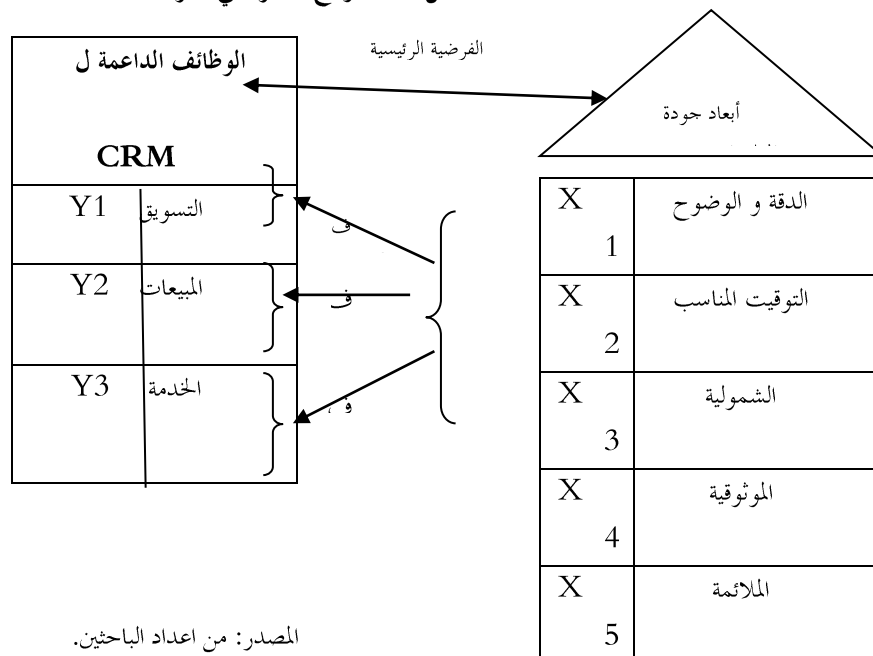 الفرضية الرئيسية
أبعاد جودة
الدقة و الوضوح X 1
التوقيت المناسب X 2
الشمولية X 3
الموثوقية X 4
الملائمة X 5
الوظائف الداعمة ل
CRM
التسويق Y1
المبيعات Y2
الخدمة Y3
ف
ف
ف
المصدر: من اعداد الباحثين.